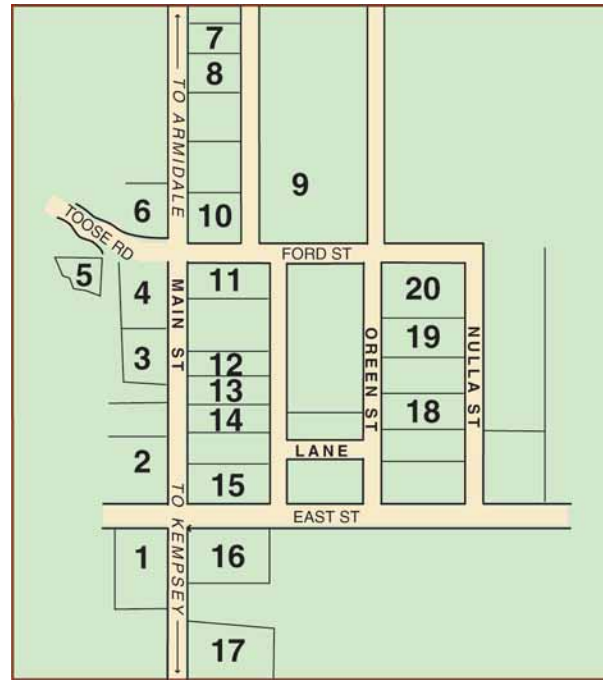 7
8
TO ARMIDALE
9
6
10
TOOSE RD
FORD ST
5
4
11
MAIN ST
20
3
12
13
14
19
OREEN ST
NULLA ST
18
2
LANE
15
TO KEMPSEY
EAST ST
1
16
17